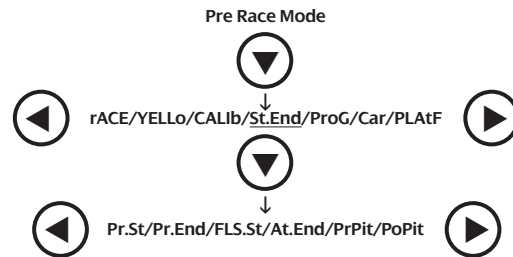 Pre Race Mode
rACE/YELLo/CALIb/St.End/ProG/Car/PLAtF
Pr.St/Pr.End/FLS.St/At.End/PrPit/PoPit